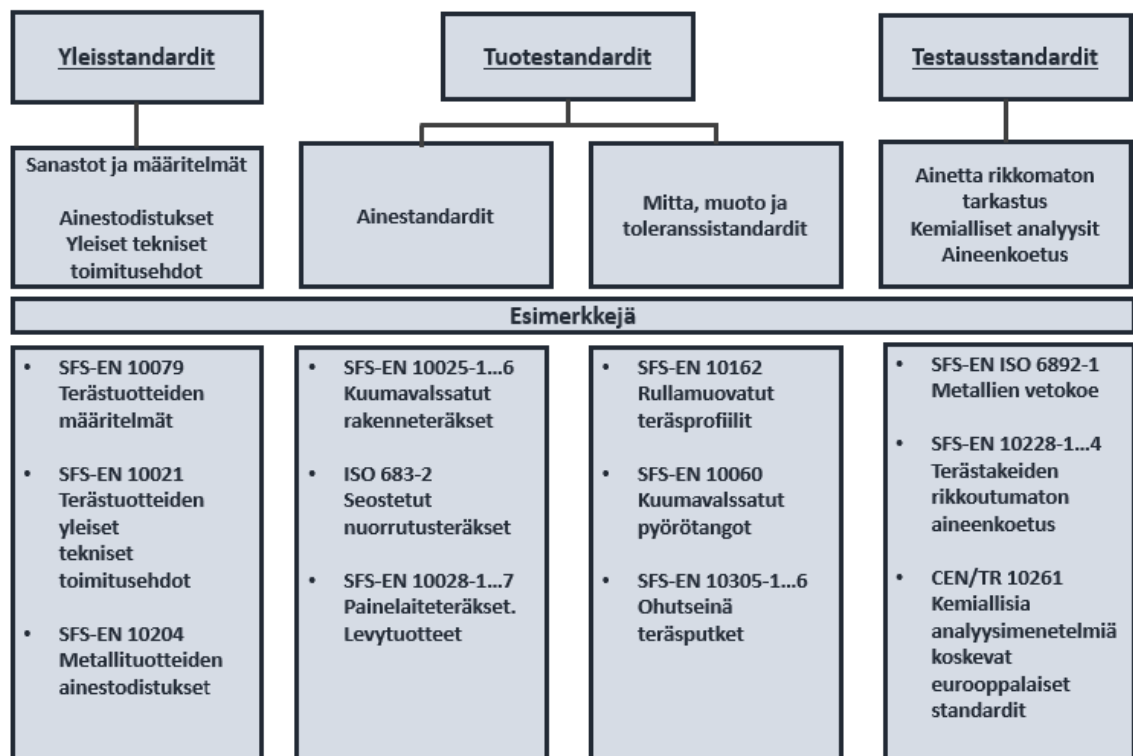 Yleisstandardit
Sanastot ja määritelmät
Ainestodistukset
Yleiset tekniset
toimitusehdot
Tuotestandardit
Ainestandardit
Mitta, muoto ja
toleranssistandardit
Testausstandardit
Ainetta rikkomaton
tarkastus
Kemialliset analyysit
Aineenkoetus
Esimerkkejä
• SFS-EN 10079
Terästuotteiden
määritelmät
• SFS-EN 10021
Terästuotteiden
yleiset
tekniset
toimitusehdot
• SFS-EN 10204
Metallituotteiden
ainestodistukset
• SFS-EN 10025-1...6
Kuumavalssatut
rakenneteräkset
• ISO 683-2
Seostetut
nuorrutusteräkset
• SFS-EN 10028-1...7
Painelaiteteräkset.
Levytuotteet
• SFS-EN 10162
Rullamuovatut
teräsprofiilit
• SFS-EN 10060
Kuumavalssatut
pyörötangot
• SFS-EN 10305-1...6
Ohutseinä
teräsputket
• SFS-EN ISO 6892-1
Metallien vetokoe
• SFS-EN 10228-1...4
Terästakeiden
rikkoutumaton
aineenkoetus
• CEN/TR 10261
Kemiallisia
analyysimenetelmiä
koskevat
eurooppalaiset
standardit